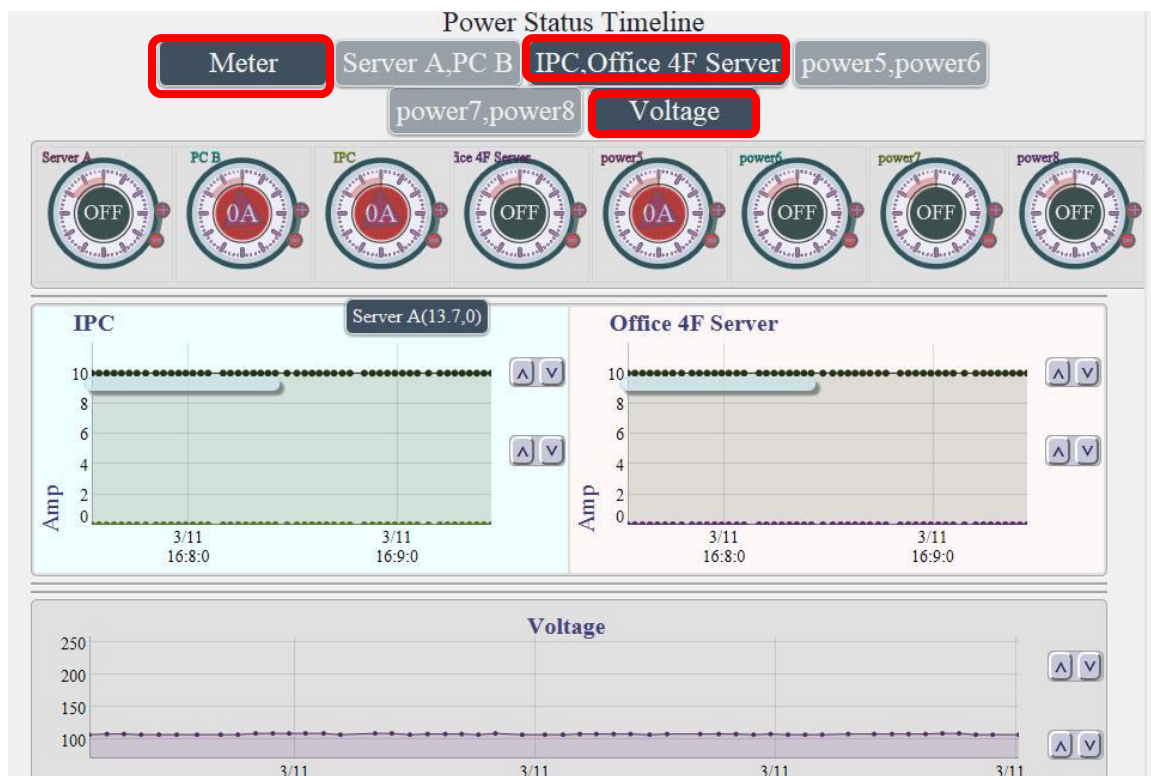 Power Status Timeline
Meter Server A,PC B IPC,Office 4F Server power5,power6
power7,power8 Voltage
Server A PC B IPC ice 4F Server power5 power6 power7 power8
OFF 0A 0A OFF 0A OFF OFF OFF
IPC Server A(13.7,0) Office 4F Server
10 10
8 8
6 6
4 4
2 2
0 0
Amp Amp
3/11 3/11 3/11 3/11
16:8:0 16:9:0 16:8:0 16:9:0
Voltage
250
200
150
100
3/11 3/11 3/11 3/11